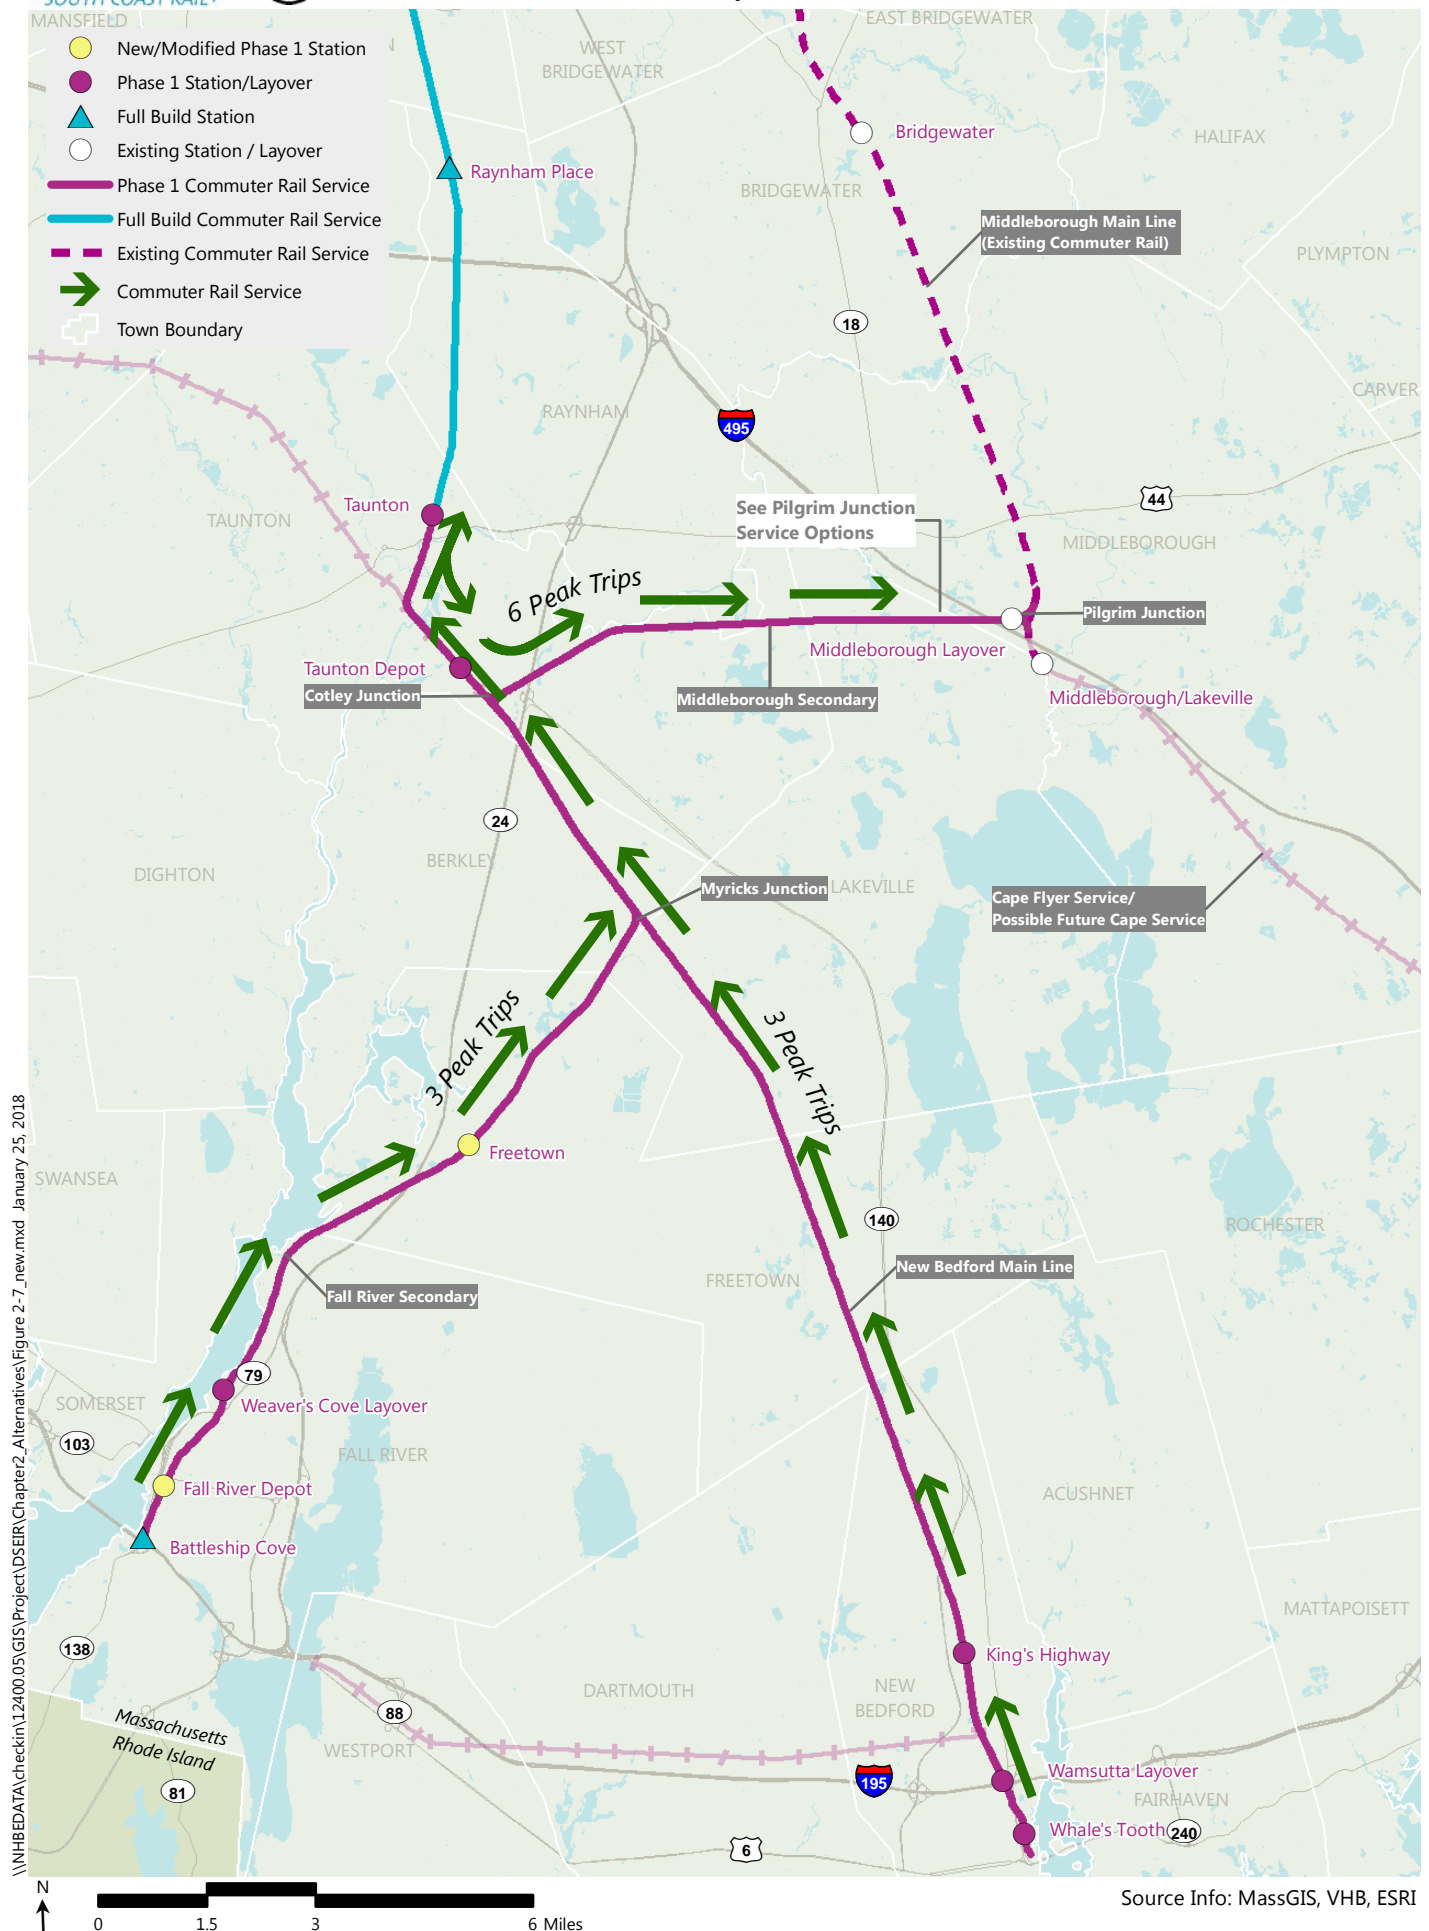 SOUTH COAST RAIL
MANSFIELD
EAST BRIDGEWATER
New/Modified Phase 1 Station
Phase 1 Station/Layover
Full Build Station
Existing Station / Layover
Phase 1 Commuter Rail Service
Full Build Commuter Rail Service
Existing Commuter Rail Service
Commuter Rail Service
Town Boundary
WEST
BRIDGEWATER
Bridgewater
HALIFAX
Raynham Place
BRIDGEWATER
Middleborough Main Line
(Existing Commuter Rail)
PLYMPTON
18
CARVER
RAYNHAM
495
Taunton
TAUNTON
See Pilgrim Junction
Service Options
44
MIDDLEBOROUGH
6 Peak Trips
Pilgrim Junction
Middleborough Layover
Taunton Depot
Cotley Junction
Middleborough Secondary
Middleborough/Lakeville
24
BERKLEY
DIGHTON
Myricks Junction
LAKEVILLE
Cape Flyer Service/
Possible Future Cape Service
3 Peak Trips
3 Peak Trips
Freetown
SWANSEA
140
ROCHESTER
New Bedford Main Line
FREETOWN
Fall River Secondary
79
SOMERSET
Weaver's Cove Layover
103
FALL RIVER
Fall River Depot
ACUSHNET
Battleship Cove
MATTAPOISETT
138
King's Highway
DARTMOUTH
NEW
BEDFORD
88
Massachusetts
Rhode Island
WESTPORT
81
195
Wamsutta Layover
FAIRHAVEN
Whale's Tooth
240
6
\\NHBEDATA\checkin\12400.05\GIS\Project\DSEIR\Chapter2_Alternatives\Figure 2-7_new.mxd January 25, 2018
N
0 1.5 3 6 Miles
Source Info: MassGIS, VHB, ESRI